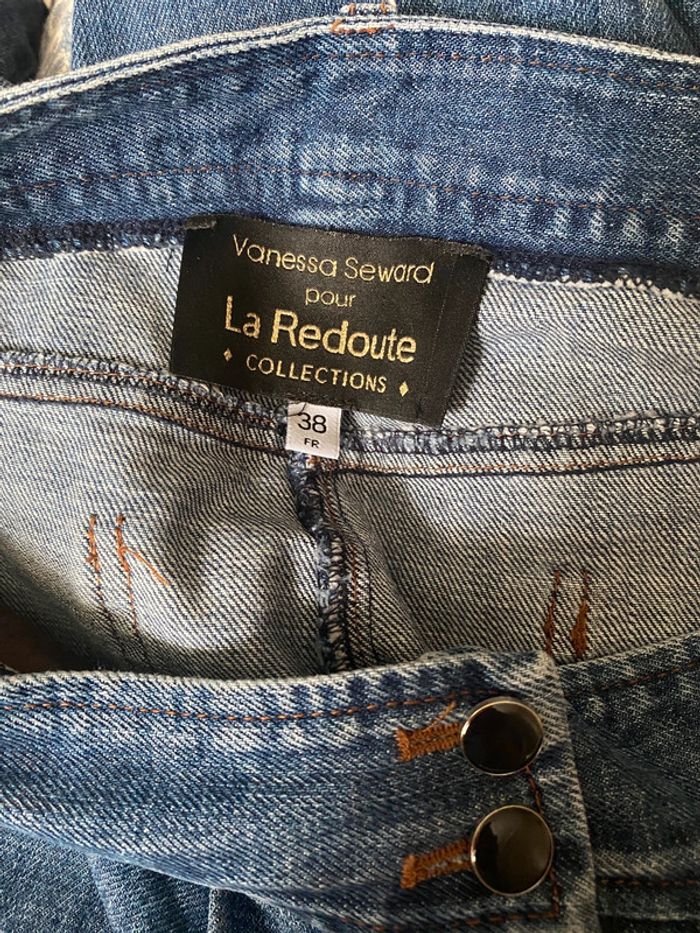 Vanessa Seward
pour
La Redoute
♦ COLLECTIONS ♦
38
FR